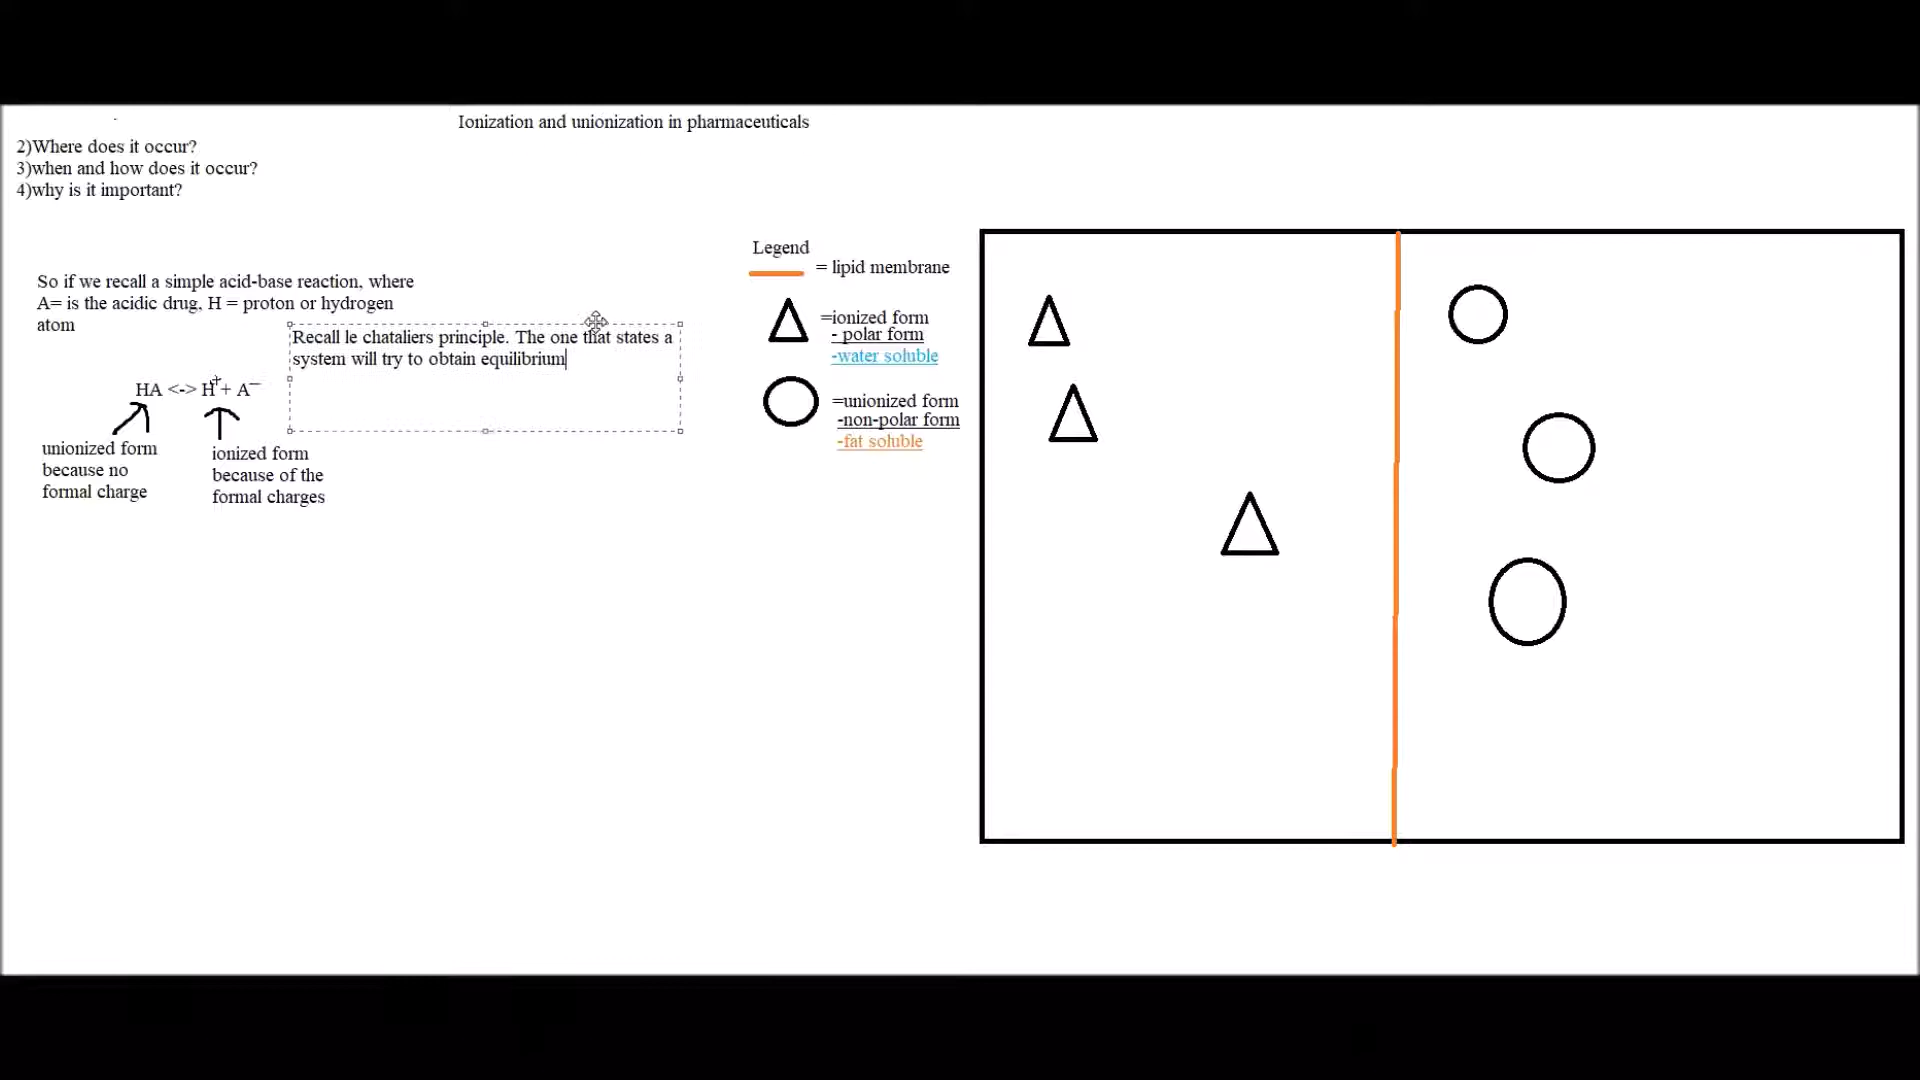 Ionization and unionization in pharmaceuticals
2)Where does it occur?
3)when and how does it occur?
4)why is it important?
So if we recall a simple acid-base reaction, where
A= is the acidic drug, H = proton or hydrogen
atom
Recall le chataliers principle. The one that states a
system will try to obtain equilibrium
HA <-> H+ + A−
unionized form
because no
formal charge
ionized form
because of the
formal charges
Legend
= lipid membrane
=ionized form
- polar form
-water soluble
=unionized form
-non-polar form
-fat soluble